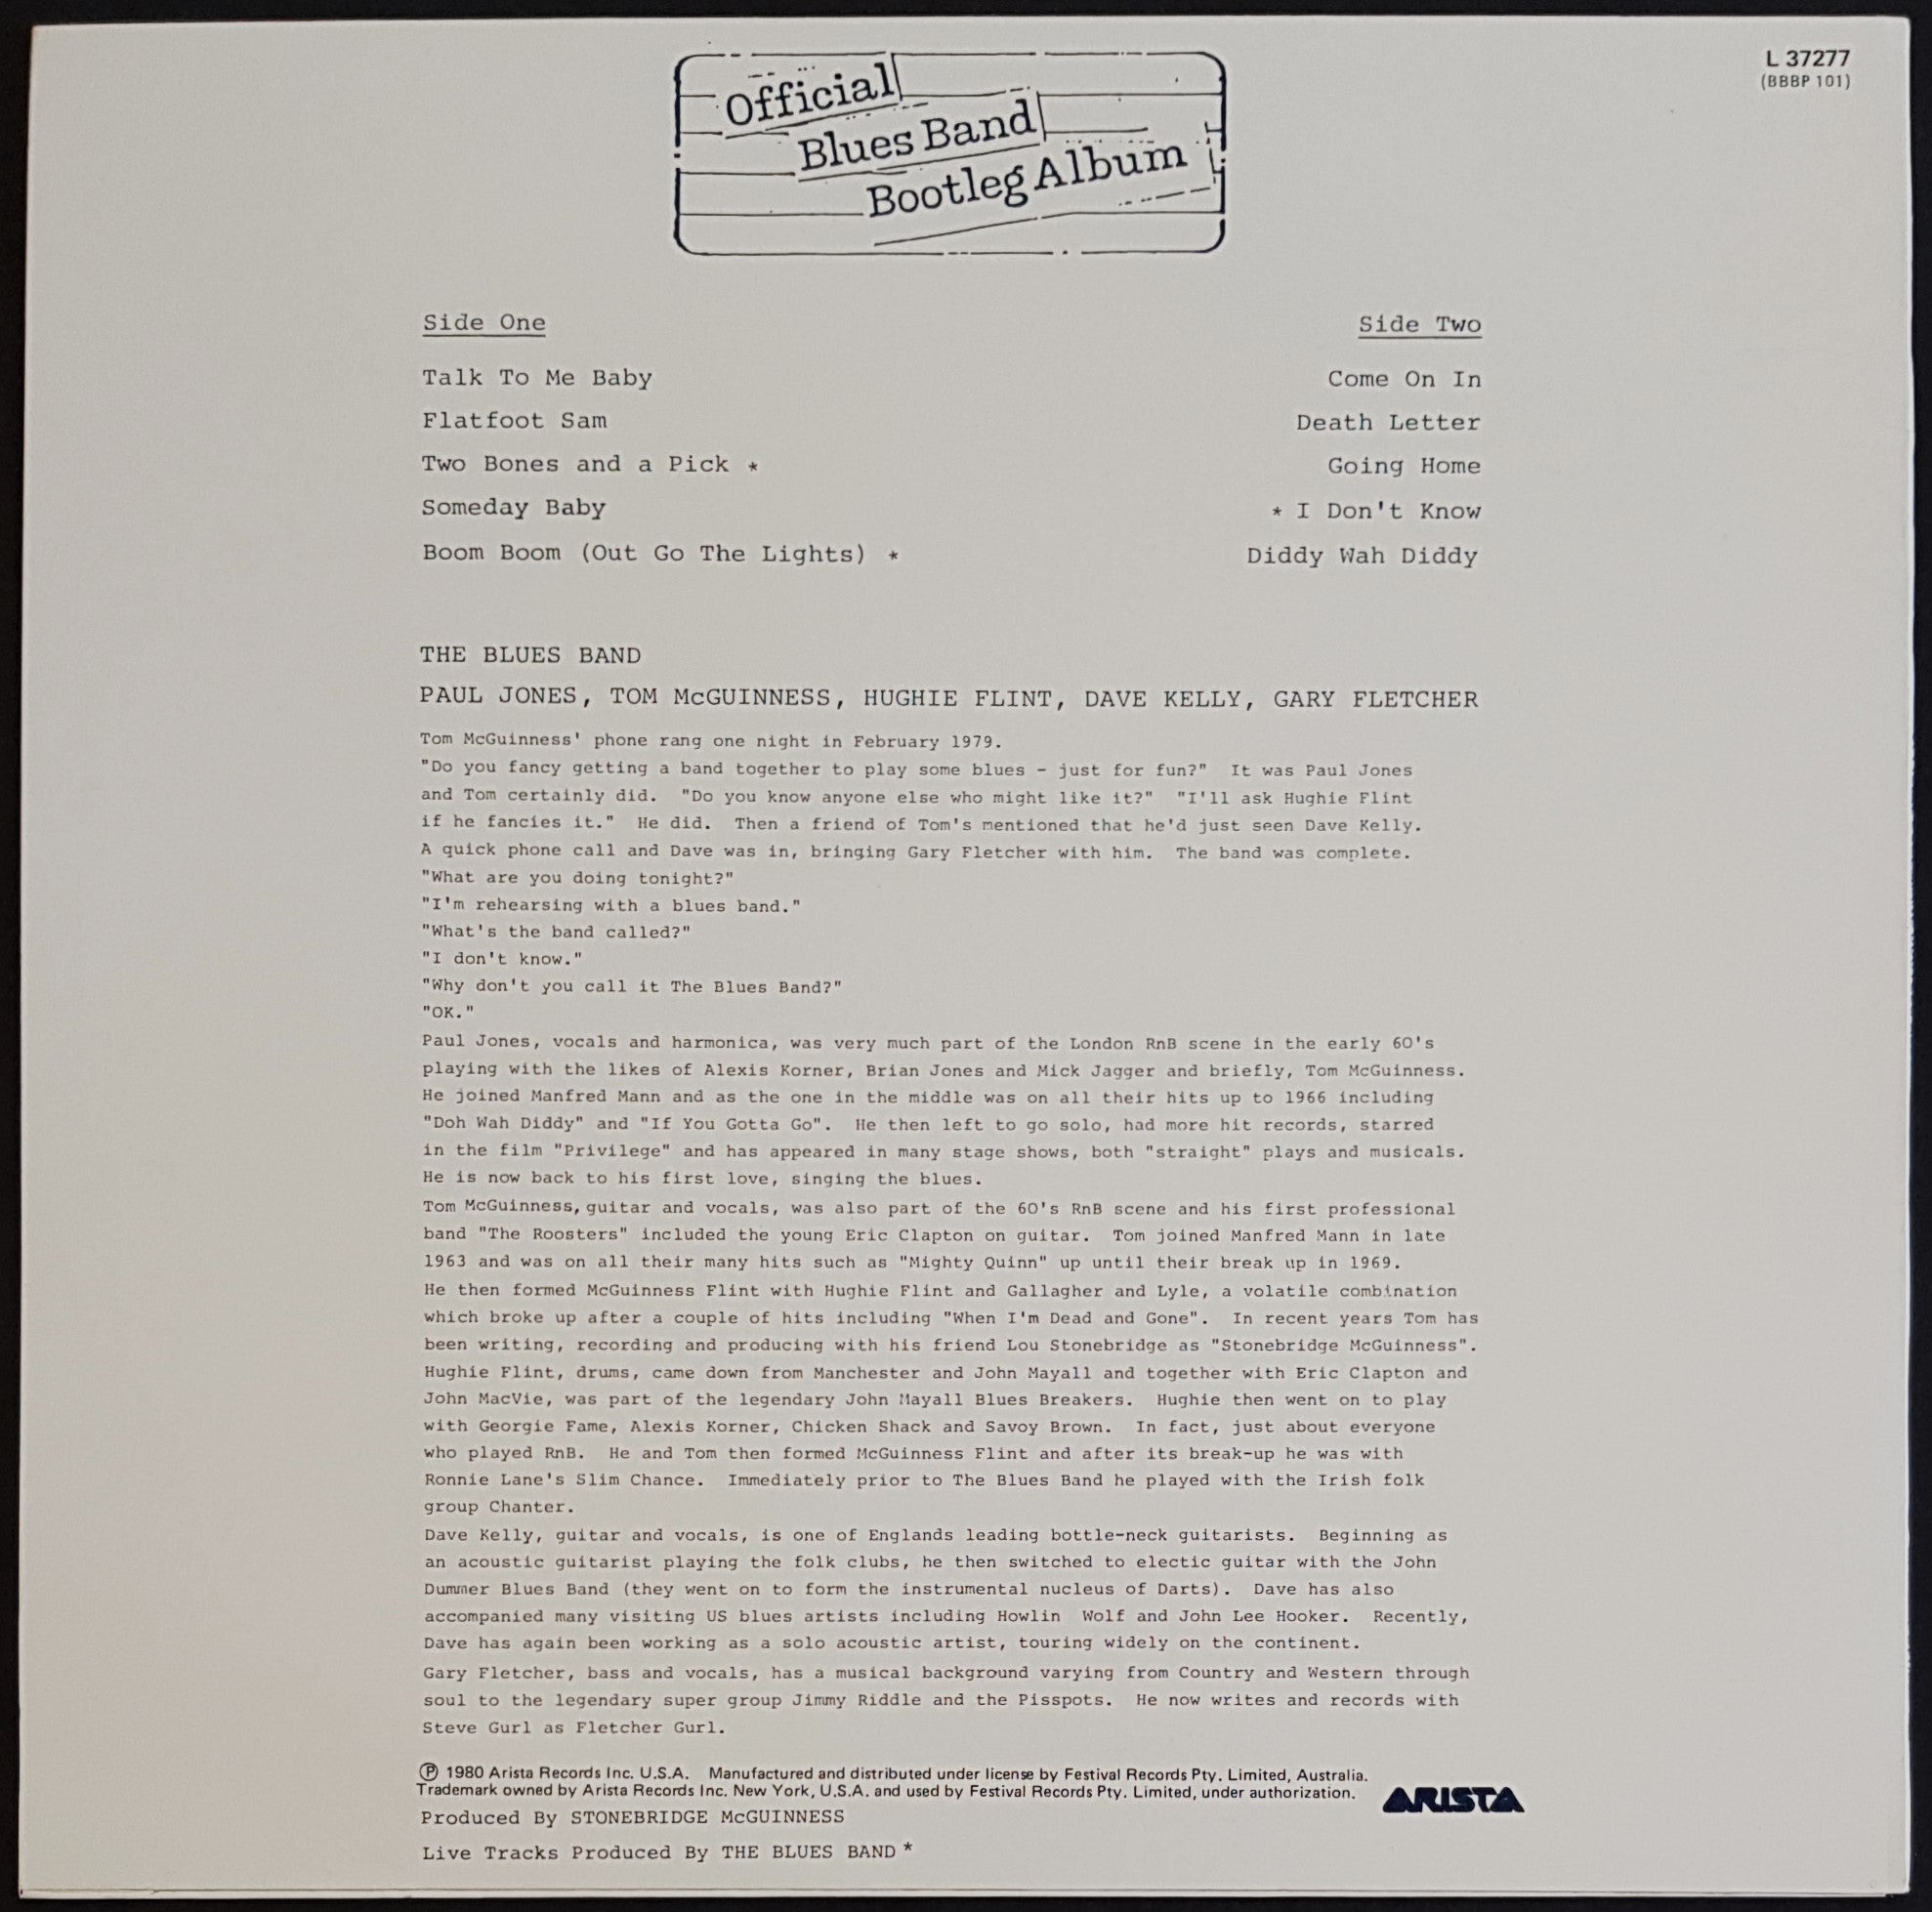 Official
Blues Band
Bootleg Album
L 37277
(BBBP 101)
Side One
Talk To Me Baby
Flatfoot Sam
Two Bones and a Pick *
Someday Baby
Boom Boom (Out Go The Lights) *
Side Two
Come On In
Death Letter
Going Home
* I Don't Know
Diddy Wah Diddy
THE BLUES BAND
PAUL JONES, TOM McGUINNESS, HUGHIE FLINT, DAVE KELLY, GARY FLETCHER
Tom McGuinness' phone rang one night in February 1979.
"Do you fancy getting a band together to play some blues - just for fun?" It was Paul Jones
and Tom certainly did. "Do you know anyone else who might like it?" "I'll ask Hughie Flint
if he fancies it." He did. Then a friend of Tom's mentioned that he'd just seen Dave Kelly.
A quick phone call and Dave was in, bringing Gary Fletcher with him. The band was complete.
"What are you doing tonight?"
"I'm rehearsing with a blues band."
"What's the band called?"
"I don't know."
"Why don't you call it The Blues Band?"
"OK."
Paul Jones, vocals and harmonica, was very much part of the London RnB scene in the early 60's
playing with the likes of Alexis Korner, Brian Jones and Mick Jagger and briefly, Tom McGuinness.
He joined Manfred Mann and as the one in the middle was on all their hits up to 1966 including
"Doh Wah Diddy" and "If You Gotta Go". He then left to go solo, had more hit records, starred
in the film "Privilege" and has appeared in many stage shows, both "straight" plays and musicals.
He is now back to his first love, singing the blues.
Tom McGuinness, guitar and vocals, was also part of the 60's RnB scene and his first professional
band "The Roosters" included the young Eric Clapton on guitar. Tom joined Manfred Mann in late
1963 and was on all their many hits such as "Mighty Quinn" up until their break up in 1969.
He then formed McGuinness Flint with Hughie Flint and Gallagher and Lyle, a volatile combination
which broke up after a couple of hits including "When I'm Dead and Gone". In recent years Tom has
been writing, recording and producing with his friend Lou Stonebridge as "Stonebridge McGuinness".
Hughie Flint, drums, came down from Manchester and John Mayall and together with Eric Clapton and
John MacVie, was part of the legendary John Mayall Blues Breakers. Hughie then went on to play
with Georgie Fame, Alexis Korner, Chicken Shack and Savoy Brown. In fact, just about everyone
who played RnB. He and Tom then formed McGuinness Flint and after its break-up he was with
Ronnie Lane's Slim Chance. Immediately prior to The Blues Band he played with the Irish folk
group Chanter.
Dave Kelly, guitar and vocals, is one of Englands leading bottle-neck guitarists. Beginning as
an acoustic guitarist playing the folk clubs, he then switched to electic guitar with the John
Dummer Blues Band (they went on to form the instrumental nucleus of Darts). Dave has also
accompanied many visiting US blues artists including Howlin Wolf and John Lee Hooker. Recently,
Dave has again been working as a solo acoustic artist, touring widely on the continent.
Gary Fletcher, bass and vocals, has a musical background varying from Country and Western through
soul to the legendary super group Jimmy Riddle and the Pisspots. He now writes and records with
Steve Gurl as Fletcher Gurl.
Ⓟ 1980 Arista Records Inc. U.S.A. Manufactured and distributed under license by Festival Records Pty. Limited, Australia.
Trademark owned by Arista Records Inc. New York, U.S.A. and used by Festival Records Pty. Limited, under authorization.
ARISTA
Produced By STONEBRIDGE McGUINNESS
Live Tracks Produced By THE BLUES BAND *